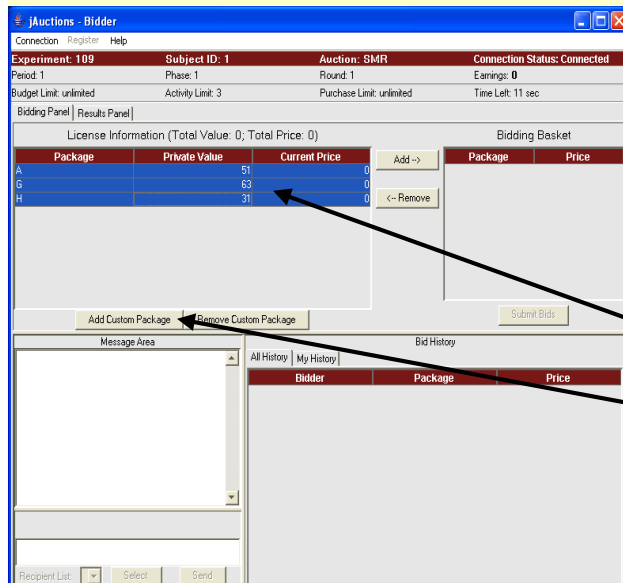 jAuctions - Bidder
Connection Register Help
Experiment: 109 Subject ID: 1 Auction: SMR Connection Status: Connected
Period: 1 Phase: 1 Round: 1 Earnings: 0
Budget Limit: unlimited Activity Limit: 3 Purchase Limit: unlimited Time Left: 11 sec
Bidding Panel Results Panel
License Information (Total Value: 0; Total Price: 0) Bidding Basket
Package Private Value Current Price Add --> Package Price
A 51 0
G 63 0
H 31 0 <-- Remove
Submit Bids
Add Custom Package Remove Custom Package
Message Area Bid History
All History My History
Bidder Package Price
Recipient List: Select Send